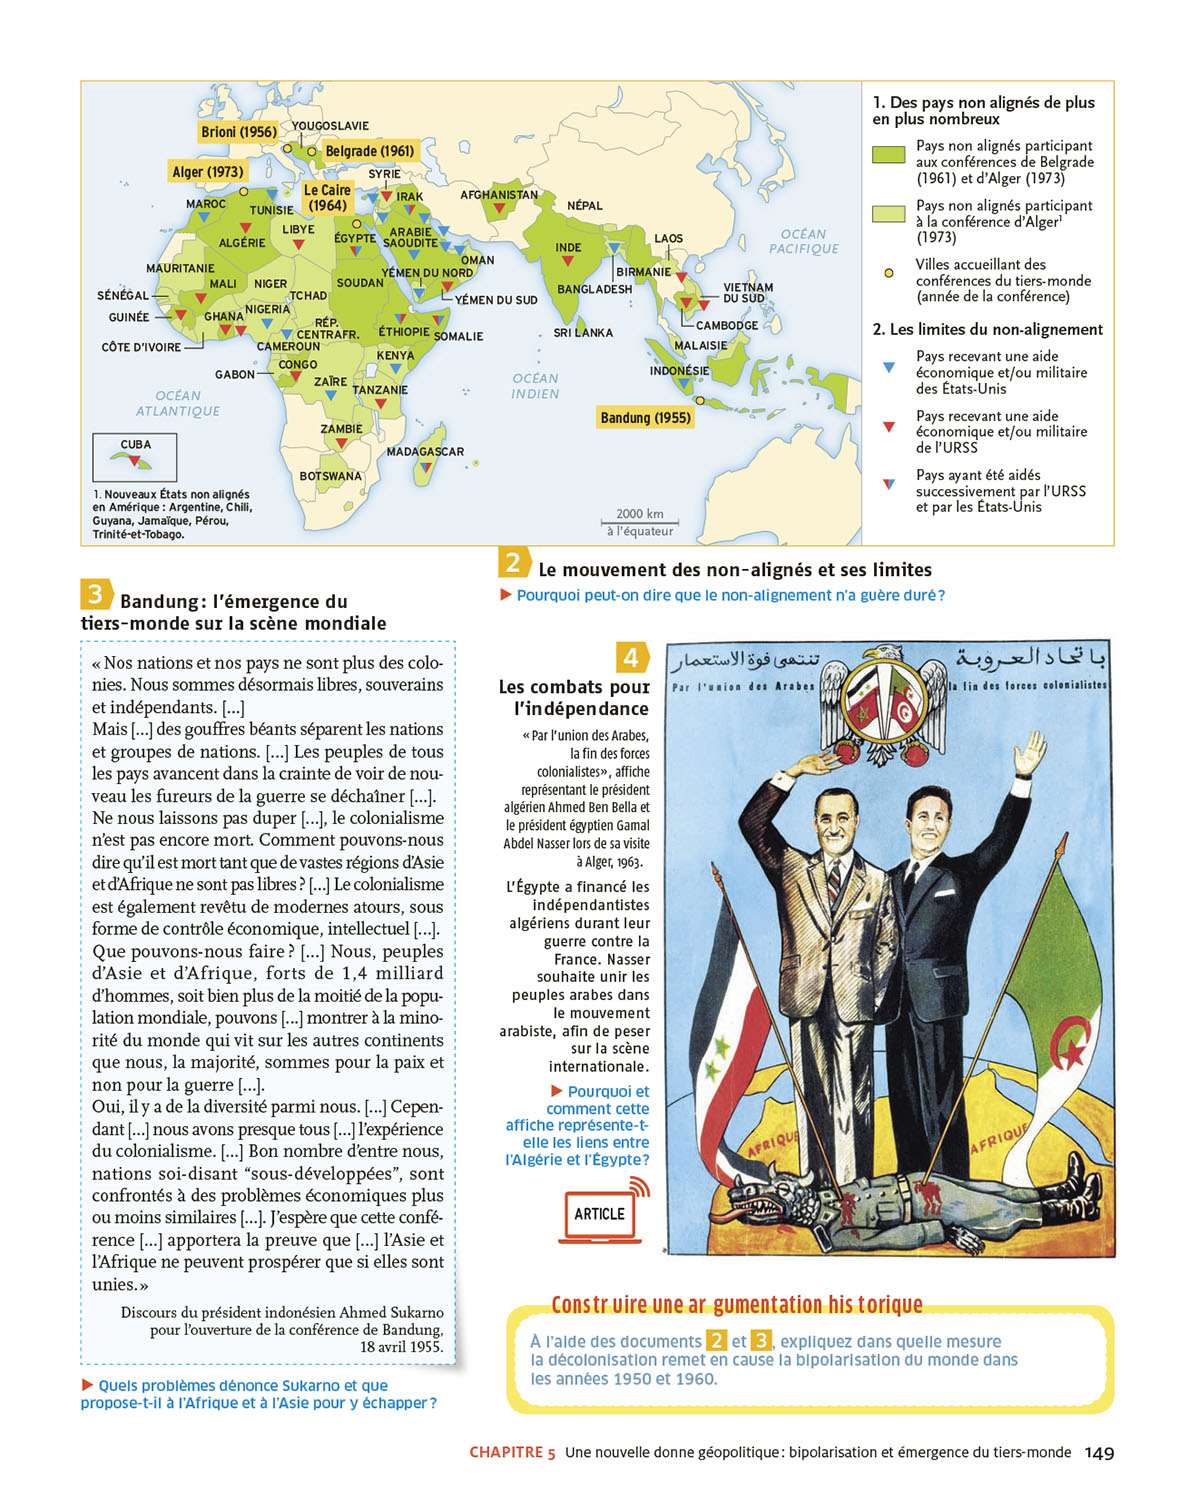 Brioni (1956)
YOUGOSLAVIE
Belgrade (1961)
Alger (1973)
SYRIE
Le Caire
(1964)
IRAK
AFGHANISTAN
NÉPAL
MAROC
TUNISIE
LIBYE
ALGÉRIE
ÉGYPTE
ARABIE
SAOUDITE
INDE
LAOS
OCÉAN
PACIFIQUE
OMAN
MAURITANIE
YÉMEN DU NORD
BIRMANIE
MALI
NIGER
SOUDAN
BANGLADESH
VIETNAM
DU SUD
SÉNÉGAL
TCHAD
YÉMEN DU SUD
GUINÉE
GHANA
NIGERIA
RÉP.
CENTRAFR.
ÉTHIOPIE
SOMALIE
SRI LANKA
CAMBODGE
CÔTE D'IVOIRE
CAMEROUN
MALAISIE
KENYA
CONGO
GABON
INDONÉSIE
ZAÏRE
TANZANIE
OCÉAN
INDIEN
OCÉAN
ATLANTIQUE
Bandung (1955)
ZAMBIE
CUBA
MADAGASCAR
BOTSWANA
1. Nouveaux États non alignés
en Amérique : Argentine, Chili,
Guyana, Jamaïque, Pérou,
Trinité-et-Tobago.
2000 km
à l'équateur
1. Des pays non alignés de plus
en plus nombreux
Pays non alignés participant
aux conférences de Belgrade
(1961) et d'Alger (1973)
Pays non alignés participant
à la conférence d'Alger¹
(1973)
Villes accueillant des
conférences du tiers-monde
(année de la conférence)
2. Les limites du non-alignement
Pays recevant une aide
économique et/ou militaire
des États-Unis
Pays recevant une aide
économique et/ou militaire
de l'URSS
Pays ayant été aidés
successivement par l'URSS
et par les États-Unis
2 Le mouvement des non-alignés et ses limites
▶ Pourquoi peut-on dire que le non-alignement n'a guère duré ?
3 Bandung : l'émergence du
tiers-monde sur la scène mondiale
« Nos nations et nos pays ne sont plus des colo-
nies. Nous sommes désormais libres, souverains
et indépendants. [...]
Mais [...] des gouffres béants séparent les nations
et groupes de nations. [...] Les peuples de tous
les pays avancent dans la crainte de voir de nou-
veau les fureurs de la guerre se déchaîner [...].
Ne nous laissons pas duper [...], le colonialisme
n'est pas encore mort. Comment pouvons-nous
dire qu'il est mort tant que de vastes régions d'Asie
et d'Afrique ne sont pas libres ? [...] Le colonialisme
est également revêtu de modernes atours, sous
forme de contrôle économique, intellectuel [...].
Que pouvons-nous faire ? [...] Nous, peuples
d'Asie et d'Afrique, forts de 1,4 milliard
d'hommes, soit bien plus de la moitié de la popu-
lation mondiale, pouvons [...] montrer à la mino-
rité du monde qui vit sur les autres continents
que nous, la majorité, sommes pour la paix et
non pour la guerre [...].
Oui, il y a de la diversité parmi nous. [...] Cepen-
dant [...] nous avons presque tous [...] l'expérience
du colonialisme. [...] Bon nombre d'entre nous,
nations soi-disant “sous-développées”, sont
confrontés à des problèmes économiques plus
ou moins similaires [...]. J'espère que cette confé-
rence [...] apportera la preuve que [...] l'Asie et
l'Afrique ne peuvent prospérer que si elles sont
unies. »
Discours du président indonésien Ahmed Sukarno
pour l'ouverture de la conférence de Bandung,
18 avril 1955.
▶ Quels problèmes dénonce Sukarno et que
propose-t-il à l'Afrique et à l'Asie pour y échapper ?
4
Les combats pour
l'indépendance
« Par l'union des Arabes,
la fin des forces
colonialistes», affiche
représentant le président
algérien Ahmed Ben Bella et
le président égyptien Gamal
Abdel Nasser lors de sa visite
à Alger, 1963.
L'Égypte a financé les
indépendantistes
algériens durant leur
guerre contre la
France. Nasser
souhaite unir les
peuples arabes dans
le mouvement
arabiste, afin de peser
sur la scène
internationale.
▶ Pourquoi et
comment cette
affiche représente-t-
elle les liens entre
l'Algérie et l'Égypte ?
ARTICLE
باتحاد العروبة تنتهي قوة الاستعمار
Par l'union des Arabes la fin des forces colonialistes
AFRIQUE
AFRIQUE
Construire une argumentation historique
À l'aide des documents 2 et 3, expliquez dans quelle mesure
la décolonisation remet en cause la bipolarisation du monde dans
les années 1950 et 1960.
CHAPITRE 5 Une nouvelle donne géopolitique : bipolarisation et émergence du tiers-monde 149